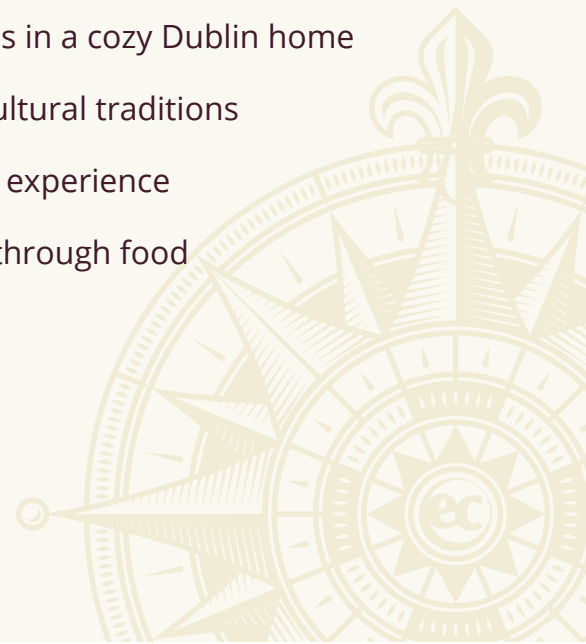 s in a cozy Dublin home
ultural traditions
experience
through food
ec